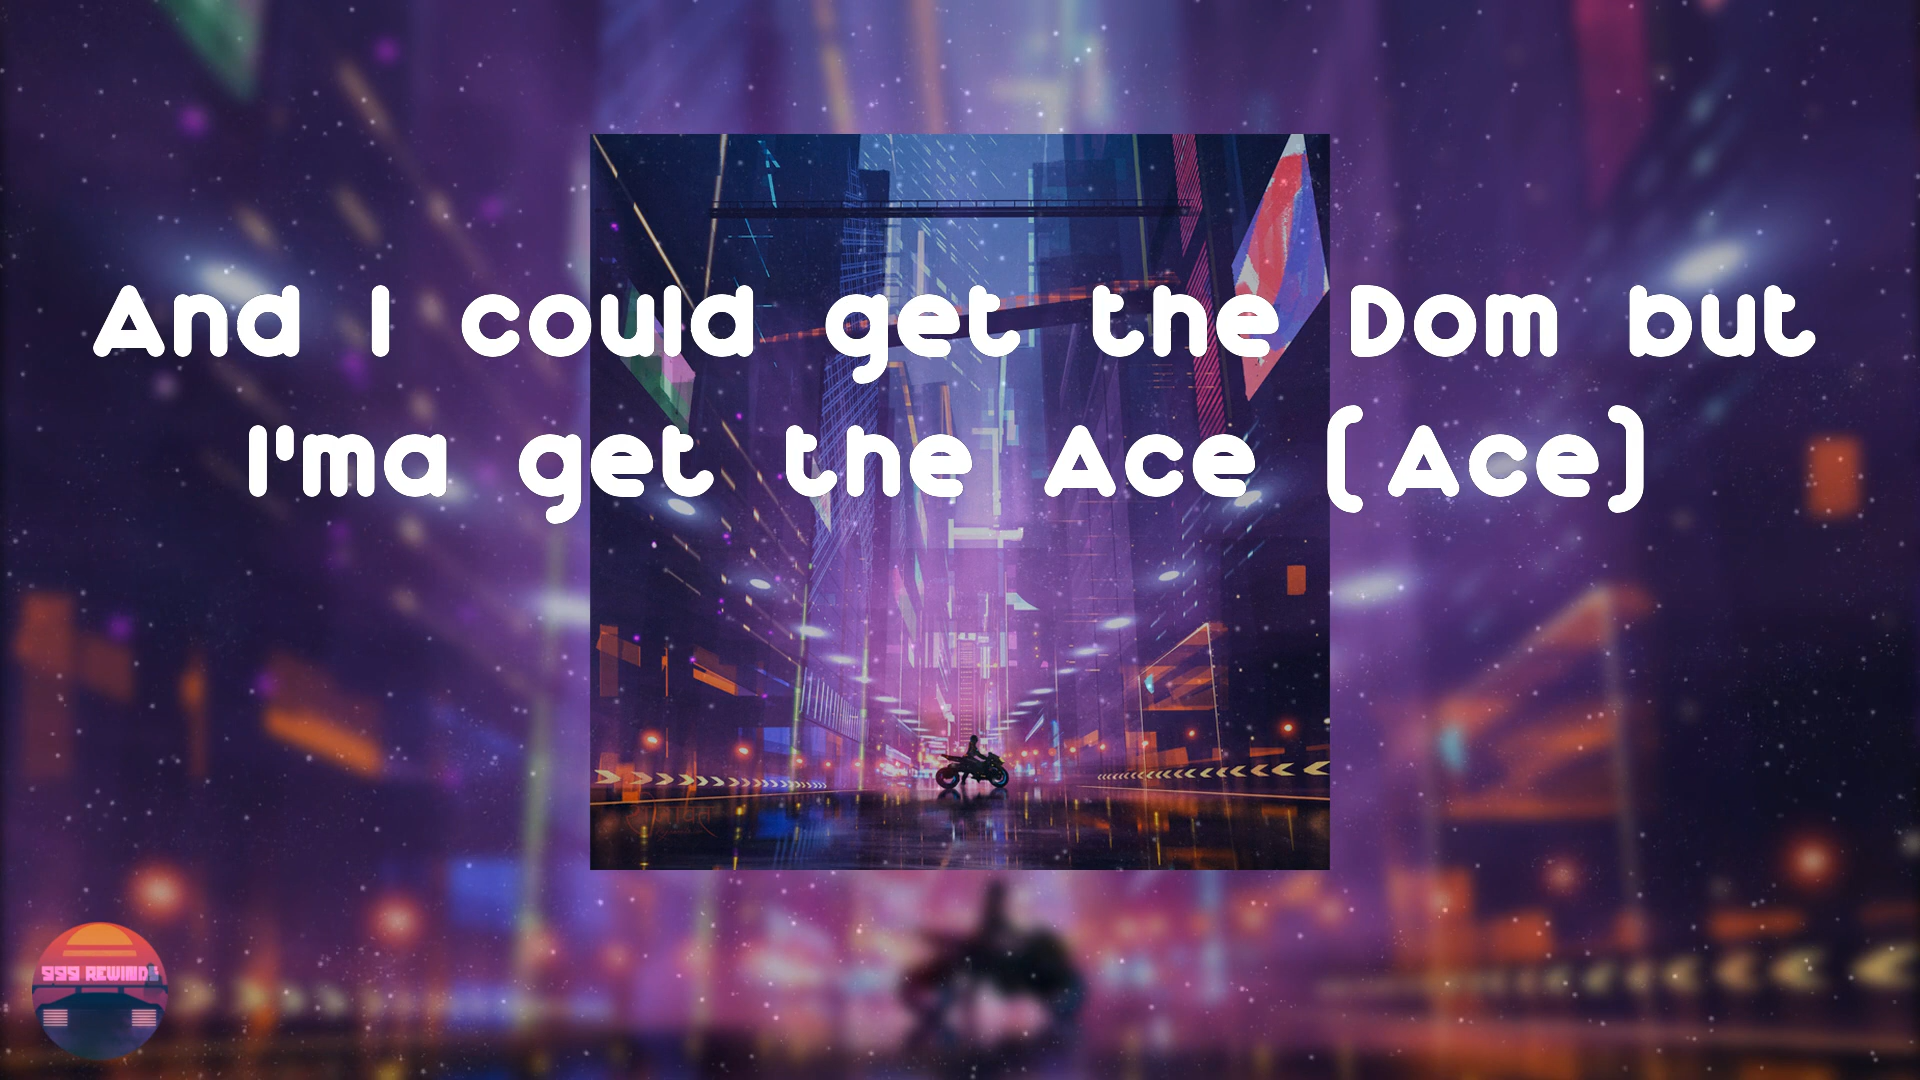 And I could get the Dom but
I'ma get the Ace (Ace)
999 REWIND